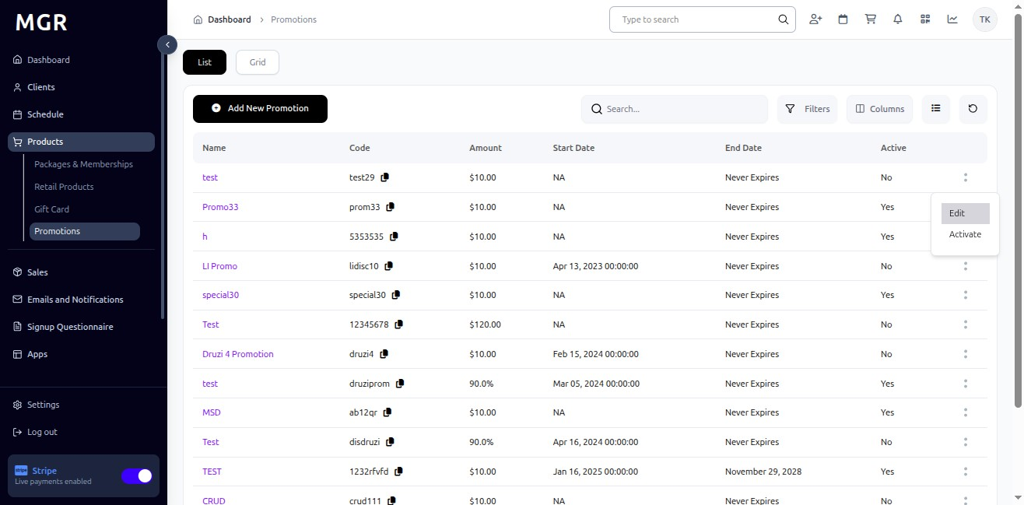 MGR
Dashboard > Promotions
Type to search
TK
Dashboard
Clients
Schedule
Products
Packages & Memberships
Retail Products
Gift Card
Promotions
Sales
Emails and Notifications
Signup Questionnaire
Apps
Settings
Log out
Stripe
Live payments enabled
List Grid
Add New Promotion
Search...
Filters
Columns
Name Code Amount Start Date End Date Active
test test29 $10.00 NA Never Expires No
Promo33 prom33 $10.00 NA Never Expires Yes
h 5353535 $10.00 NA Never Expires Yes
LI Promo lidisc10 $10.00 Apr 13, 2023 00:00:00 Never Expires No
special30 special30 $10.00 NA Never Expires Yes
Test 12345678 $120.00 NA Never Expires No
Druzi 4 Promotion druzi4 $10.00 Feb 15, 2024 00:00:00 Never Expires No
test druziprom 90.0% Mar 05, 2024 00:00:00 Never Expires Yes
MSD ab12qr $10.00 NA Never Expires Yes
Test disdruzi 90.0% Apr 16, 2024 00:00:00 Never Expires No
TEST 1232rfvfd $10.00 Jan 16, 2025 00:00:00 November 29, 2028 Yes
CRUD crud111 $10.00 NA Never Expires Yes
Edit
Activate